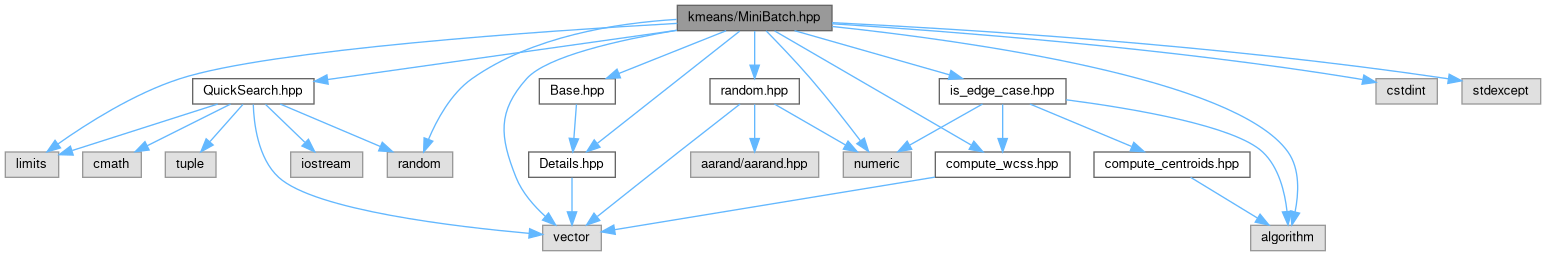 kmeans/MiniBatch.hpp
QuickSearch.hpp
Base.hpp
random.hpp
is_edge_case.hpp
cstdint
stdexcept
limits
cmath
tuple
iostream
random
Details.hpp
aarand/aarand.hpp
numeric
compute_wcss.hpp
compute_centroids.hpp
vector
algorithm